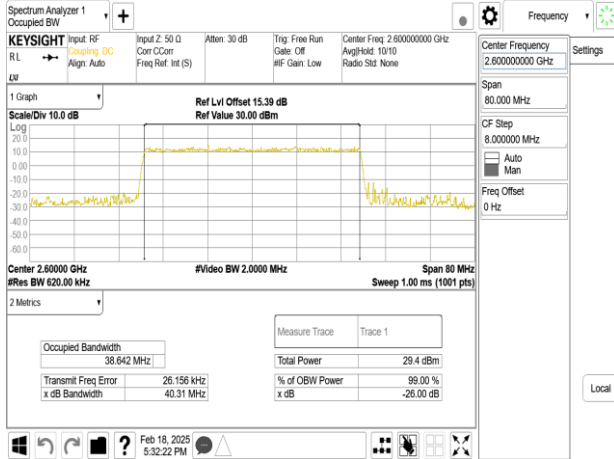 Spectrum Analyzer 1
Occupied BW
+
Frequency
KEYSIGHT
RL
LXI
Input: RF
Coupling: DC
Align: Auto
Input Z: 50 Ω
Corr CCorr
Freq Ref: Int (S)
Atten: 30 dB
Trig: Free Run
Gate: Off
#IF Gain: Low
Center Freq: 2.600000000 GHz
Avg|Hold: 10/10
Radio Std: None
Center Frequency
2.600000000 GHz
Settings
Span
80.000 MHz
CF Step
8.000000 MHz
Auto
Man
Freq Offset
0 Hz
Local
1 Graph
Scale/Div 10.0 dB
Ref Lvl Offset 15.39 dB
Ref Value 30.00 dBm
Log
20.0
10.0
0.00
-10.0
-20.0
-30.0
-40.0
-50.0
-60.0
Center 2.60000 GHz
#Video BW 2.0000 MHz
Span 80 MHz
#Res BW 620.00 kHz
Sweep 1.00 ms (1001 pts)
2 Metrics
Measure Trace
Trace 1
Occupied Bandwidth
38.642 MHz
Total Power
29.4 dBm
Transmit Freq Error
26.156 kHz
% of OBW Power
99.00 %
x dB Bandwidth
40.31 MHz
x dB
-26.00 dB
?
Feb 18, 2025
5:32:22 PM